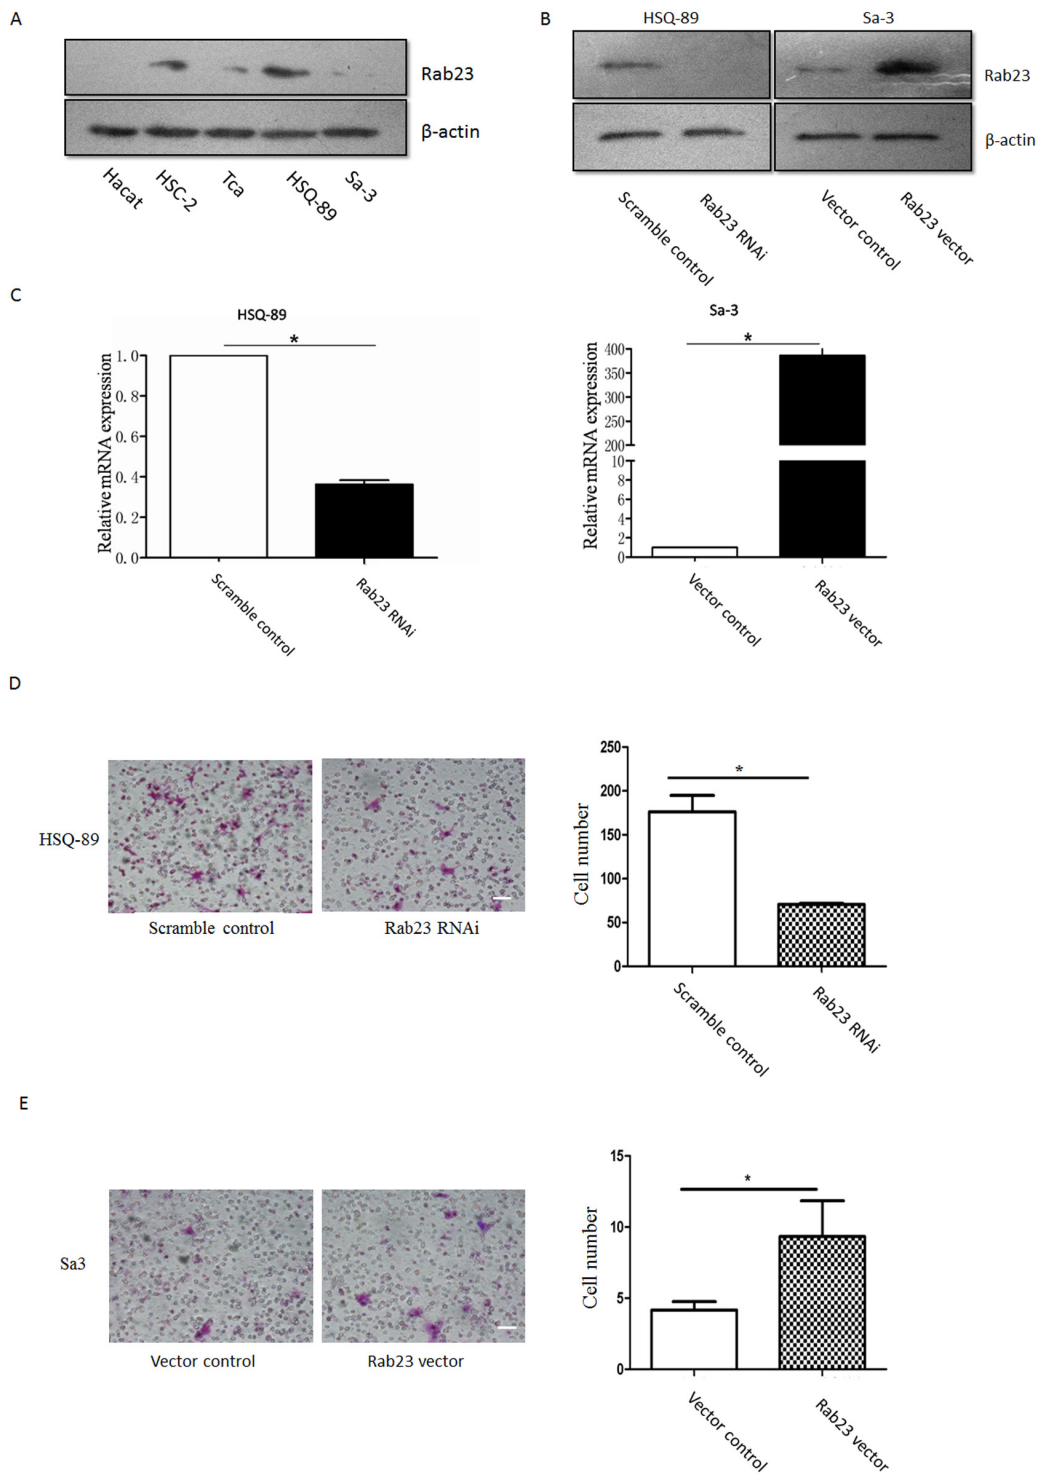 A
Rab23
β-actin
Hacat
HSC-2
Tca
HSQ-89
Sa-3
B
HSQ-89
Sa-3
Rab23
β-actin
Scramble control
Rab23 RNAi
Vector control
Rab23 vector
C
HSQ-89
*
Relative mRNA expression
1.0
0.8
0.6
0.4
0.2
0.0
Scramble control
Rab23 RNAi
Sa-3
*
Relative mRNA expression
400
350
300
250
200
10
8
6
4
2
0
Vector control
Rab23 vector
D
HSQ-89
Scramble control
Rab23 RNAi
*
Cell number
250
200
150
100
50
0
Scramble control
Rab23 RNAi
E
Sa3
Vector control
Rab23 vector
*
Cell number
15
10
5
0
Vector control
Rab23 vector